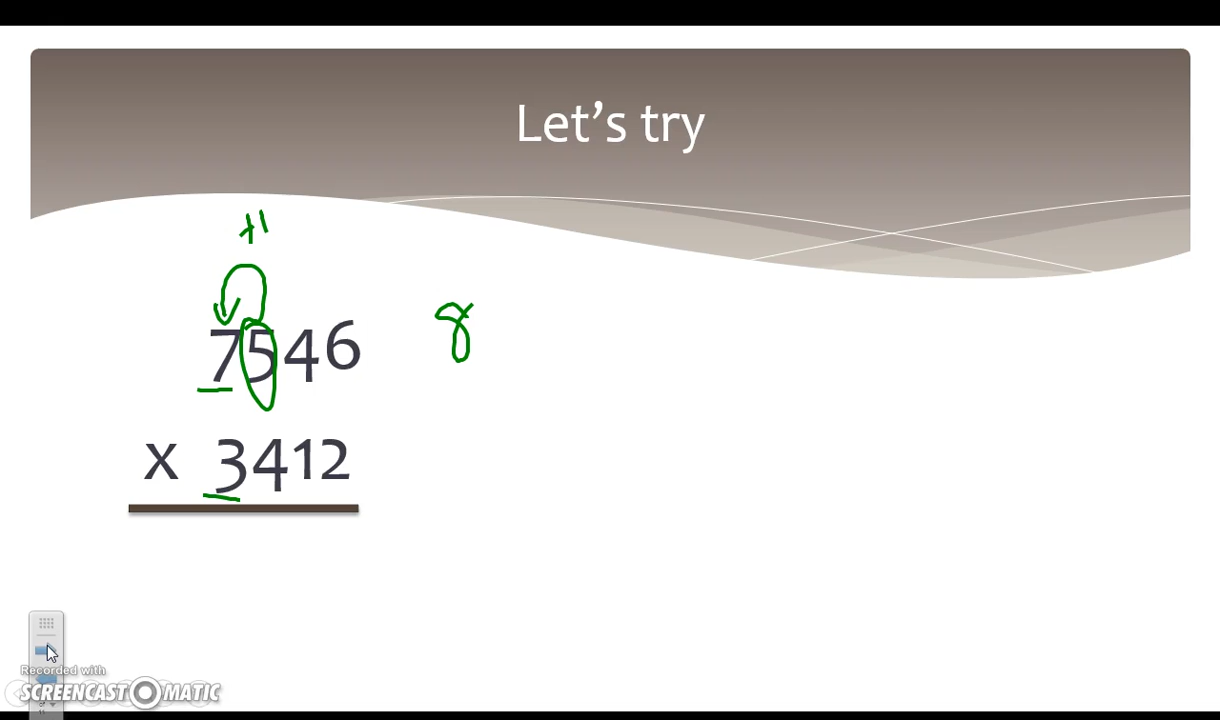 Let's try
+1
7546 8
x 3412
Recorded with
SCREENCAST O MATIC